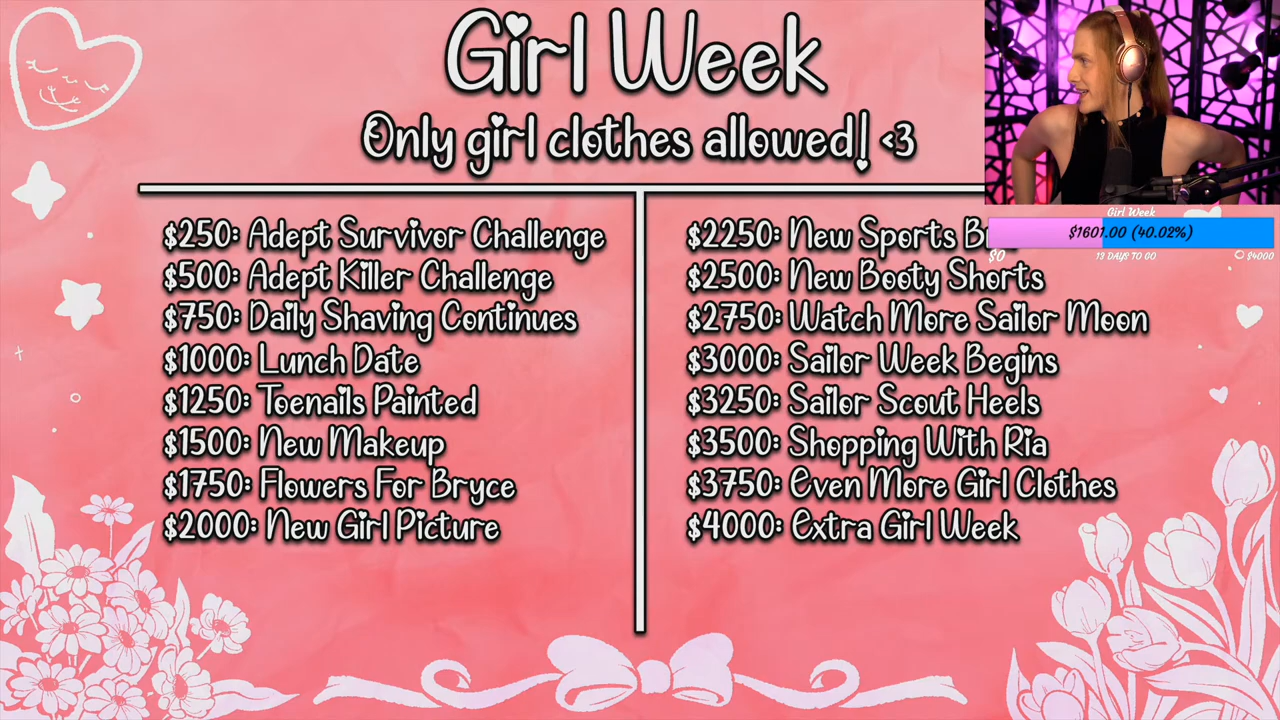 Girl Week
Only girl clothes allowed! <3
$250: Adept Survivor Challenge
$500: Adept Killer Challenge
$750: Daily Shaving Continues
$1000: Lunch Date
$1250: Toenails Painted
$1500: New Makeup
$1750: Flowers For Bryce
$2000: New Girl Picture
$2250: New Sports
$2500: New Booty Shorts
$2750: Watch More Sailor Moon
$3000: Sailor Week Begins
$3250: Sailor Scout Heels
$3500: Shopping With Ria
$3750: Even More Girl Clothes
$4000: Extra Girl Week
Girl Week
$1601.00 (40.02%)
$0 13 DAYS TO GO $4000